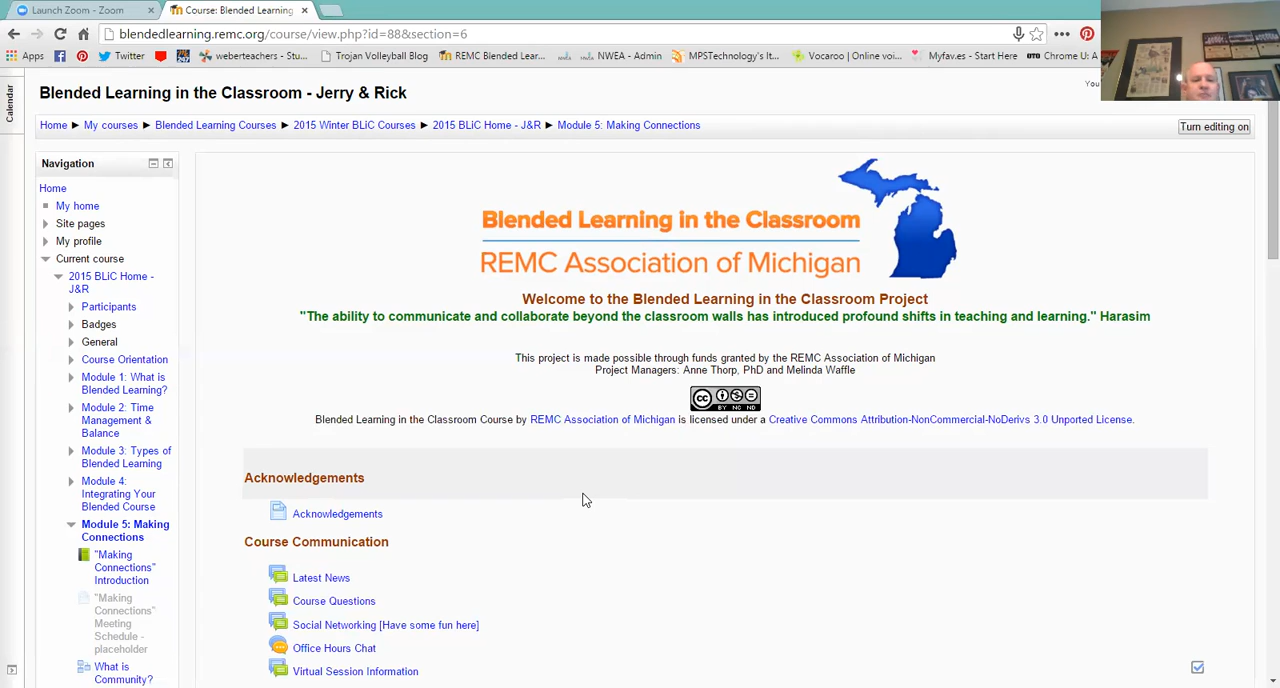 Launch Zoom - Zoom
Course: Blended Learning
blendedlearning.remc.org/course/view.php?id=88&section=6
Apps
Twitter
weberteachers - Stu...
Trojan Volleyball Blog
REMC Blended Lear...
NWEA - Admin
MPSTechnology's It...
Vocaroo | Online voi...
Myfav.es - Start Here
Chrome U: A
Calendar
Blended Learning in the Classroom - Jerry & Rick
You
Home
My courses
Blended Learning Courses
2015 Winter BLiC Courses
2015 BLiC Home - J&R
Module 5: Making Connections
Turn editing on
Navigation
Home
My home
Site pages
My profile
Current course
2015 BLiC Home -
J&R
Participants
Badges
General
Course Orientation
Module 1: What is
Blended Learning?
Module 2: Time
Management &
Balance
Module 3: Types of
Blended Learning
Module 4:
Integrating Your
Blended Course
Module 5: Making
Connections
"Making
Connections"
Introduction
"Making
Connections"
Meeting
Schedule -
placeholder
What is
Community?
Blended Learning in the Classroom
REMC Association of Michigan
Welcome to the Blended Learning in the Classroom Project
"The ability to communicate and collaborate beyond the classroom walls has introduced profound shifts in teaching and learning." Harasim
This project is made possible through funds granted by the REMC Association of Michigan
Project Managers: Anne Thorp, PhD and Melinda Waffle
cc
BY NC ND
Blended Learning in the Classroom Course by REMC Association of Michigan is licensed under a Creative Commons Attribution-NonCommercial-NoDerivs 3.0 Unported License.
Acknowledgements
Acknowledgements
Course Communication
Latest News
Course Questions
Social Networking [Have some fun here]
Office Hours Chat
Virtual Session Information